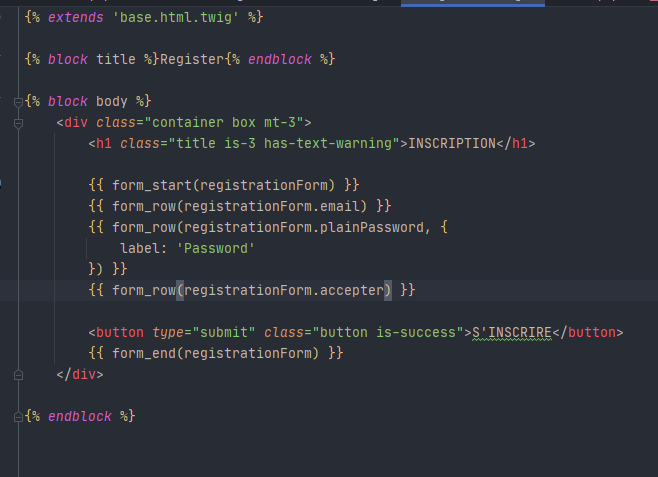 {% extends 'base.html.twig' %}
{% block title %}Register{% endblock %}
{% block body %}
<div class="container box mt-3">
<h1 class="title is-3 has-text-warning">INSCRIPTION</h1>
{{ form_start(registrationForm) }}
{{ form_row(registrationForm.email) }}
{{ form_row(registrationForm.plainPassword, {
label: 'Password'
}) }}
{{ form_row(registrationForm.accepter) }}
<button type="submit" class="button is-success">S'INSCRIRE</button>
{{ form_end(registrationForm) }}
</div>
{% endblock %}